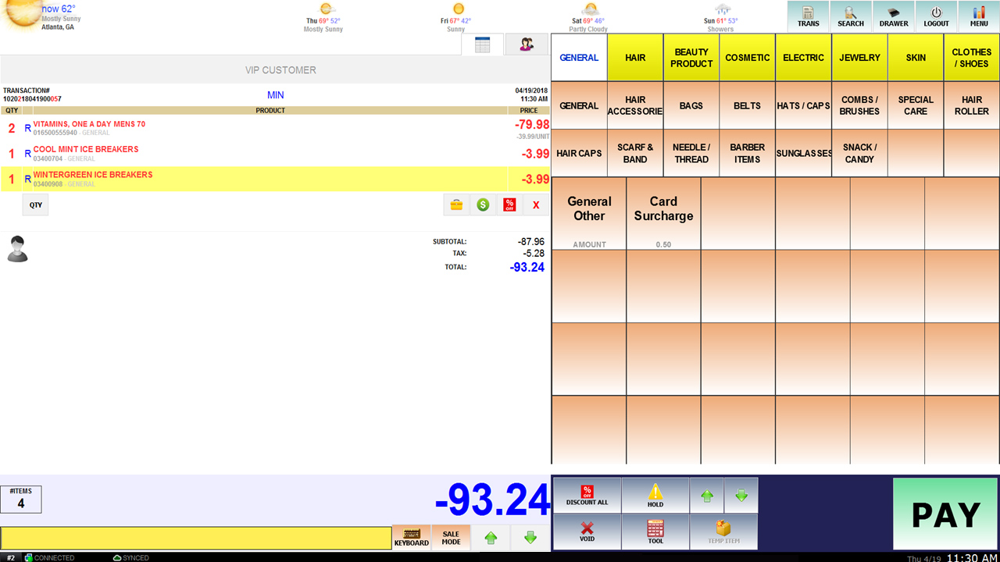 now 62°
Mostly Sunny
Atlanta, GA
Thu 69° 52°
Mostly Sunny
Fri 67° 42°
Sunny
Sat 69° 46°
Partly Cloudy
Sun 61° 53°
Showers
TRANS
SEARCH
DRAWER
LOGOUT
MENU
VIP CUSTOMER
TRANSACTION#
1020218041900057
MIN
04/19/2018
11:30 AM
QTY PRODUCT PRICE
2 R VITAMINS, ONE A DAY MENS 70 -79.98
016500555940 - GENERAL -39.99/UNIT
1 R COOL MINT ICE BREAKERS -3.99
03400704 - GENERAL
1 R WINTERGREEN ICE BREAKERS -3.99
03400908 - GENERAL
QTY
$
% OFF
X
SUBTOTAL: -87.96
TAX: -5.28
TOTAL: -93.24
GENERAL
HAIR
BEAUTY
PRODUCT
COSMETIC
ELECTRIC
JEWELRY
SKIN
CLOTHES
/ SHOES
GENERAL
HAIR
ACCESSORIE
BAGS
BELTS
HATS / CAPS
COMBS /
BRUSHES
SPECIAL
CARE
HAIR
ROLLER
HAIR CAPS
SCARF &
BAND
NEEDLE /
THREAD
BARBER
ITEMS
SUNGLASSES
SNACK /
CANDY
General
Other
AMOUNT
Card
Surcharge
0.50
#ITEMS
4
-93.24
KEYBOARD
SALE
MODE
% OFF
DISCOUNT ALL
HOLD
VOID
TOOL
TEMP ITEM
PAY
#2 CONNECTED SYNCED
Thu 4/19 11:30 AM